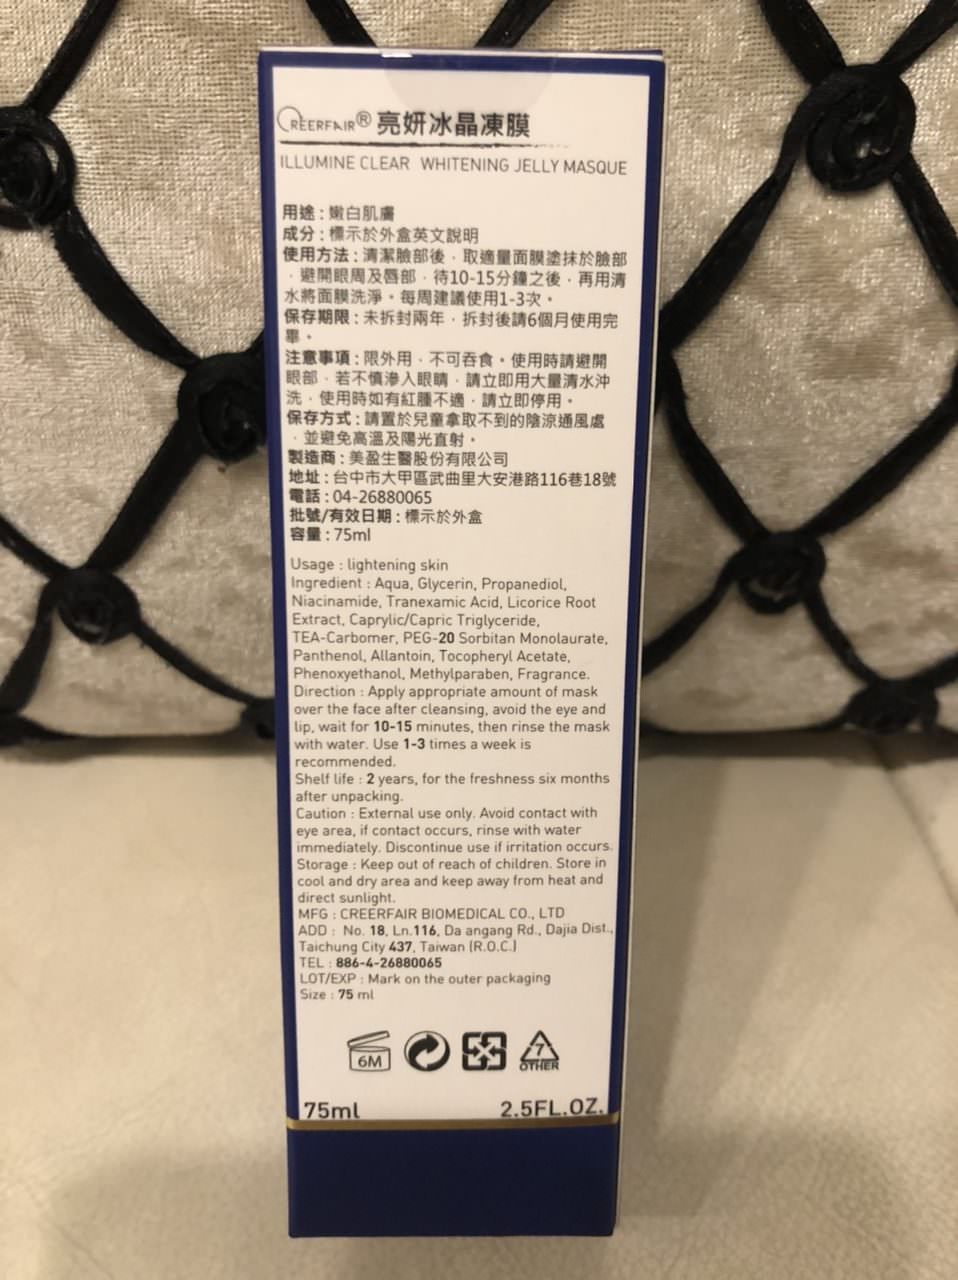 CREERFAIR® 亮妍冰晶凍膜
ILLUMINE CLEAR WHITENING JELLY MASQUE
用途：嫩白肌膚
成分：標示於外盒英文說明
使用方法：清潔臉部後，取適量面膜塗抹於臉部
，避開眼周及唇部，待10-15分鐘之後，再用清
水將面膜洗淨。每周建議使用1-3次。
保存期限：未拆封兩年，拆封後請6個月使用完
畢。
注意事項：限外用，不可吞食。使用時請避開
眼部，若不慎滲入眼睛，請立即用大量清水沖
洗，使用時如有紅腫不適，請立即停用。
保存方式：請置於兒童拿取不到的陰涼通風處
，並避免高溫及陽光直射。
製造商：美盈生醫股份有限公司
地址：台中市大甲區武曲里大安港路116巷18號
電話：04-26880065
批號/有效日期：標示於外盒
容量：75ml
Usage : lightening skin
Ingredient : Aqua, Glycerin, Propanediol,
Niacinamide, Tranexamic Acid, Licorice Root
Extract, Caprylic/Capric Triglyceride,
TEA-Carbomer, PEG-20 Sorbitan Monolaurate,
Panthenol, Allantoin, Tocopheryl Acetate,
Phenoxyethanol, Methylparaben, Fragrance.
Direction : Apply appropriate amount of mask
over the face after cleansing, avoid the eye and
lip, wait for 10-15 minutes, then rinse the mask
with water. Use 1-3 times a week is
recommended.
Shelf life : 2 years, for the freshness six months
after unpacking.
Caution : External use only. Avoid contact with
eye area, if contact occurs, rinse with water
immediately. Discontinue use if irritation occurs.
Storage : Keep out of reach of children. Store in
cool and dry area and keep away from heat and
direct sunlight.
MFG : CREERFAIR BIOMEDICAL CO., LTD
ADD : No. 18, Ln.116, Da angang Rd., Dajia Dist.,
Taichung City 437, Taiwan (R.O.C.)
TEL : 886-4-26880065
LOT/EXP : Mark on the outer packaging
Size : 75 ml
6M
7
OTHER
75ml 2.5FL.OZ.